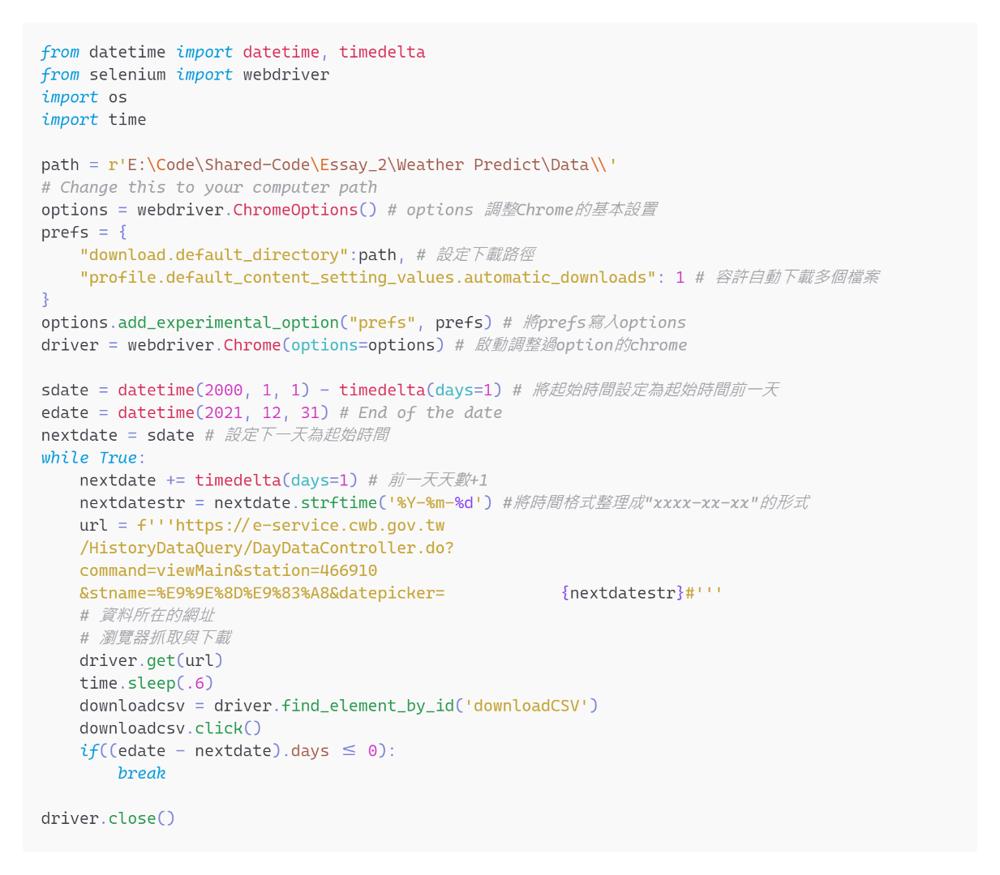 from datetime import datetime, timedelta
from selenium import webdriver
import os
import time

path = r'E:\Code\Shared-Code\Essay_2\Weather Predict\Data\\'
# Change this to your computer path
options = webdriver.ChromeOptions() # options 調整Chrome的基本設置
prefs = {
    "download.default_directory":path, # 設定下載路徑
    "profile.default_content_setting_values.automatic_downloads": 1 # 容許自動下載多個檔案
}
options.add_experimental_option("prefs", prefs) # 將prefs寫入options
driver = webdriver.Chrome(options=options) # 啟動調整過option的chrome

sdate = datetime(2000, 1, 1) - timedelta(days=1) # 將起始時間設定為起始時間前一天
edate = datetime(2021, 12, 31) # End of the date
nextdate = sdate # 設定下一天為起始時間
while True:
    nextdate += timedelta(days=1) # 前一天天數+1
    nextdatestr = nextdate.strftime('%Y-%m-%d') #將時間格式整理成"xxxx-xx-xx"的形式
    url = f'''https://e-service.cwb.gov.tw
    /HistoryDataQuery/DayDataController.do?
    command=viewMain&station=466910
    &stname=%E9%9E%8D%E9%83%A8&datepicker=            {nextdatestr}#'''
    # 資料所在的網址
    # 瀏覽器抓取與下載
    driver.get(url)
    time.sleep(.6)
    downloadcsv = driver.find_element_by_id('downloadCSV')
    downloadcsv.click()
    if((edate - nextdate).days ≤ 0):
        break

driver.close()